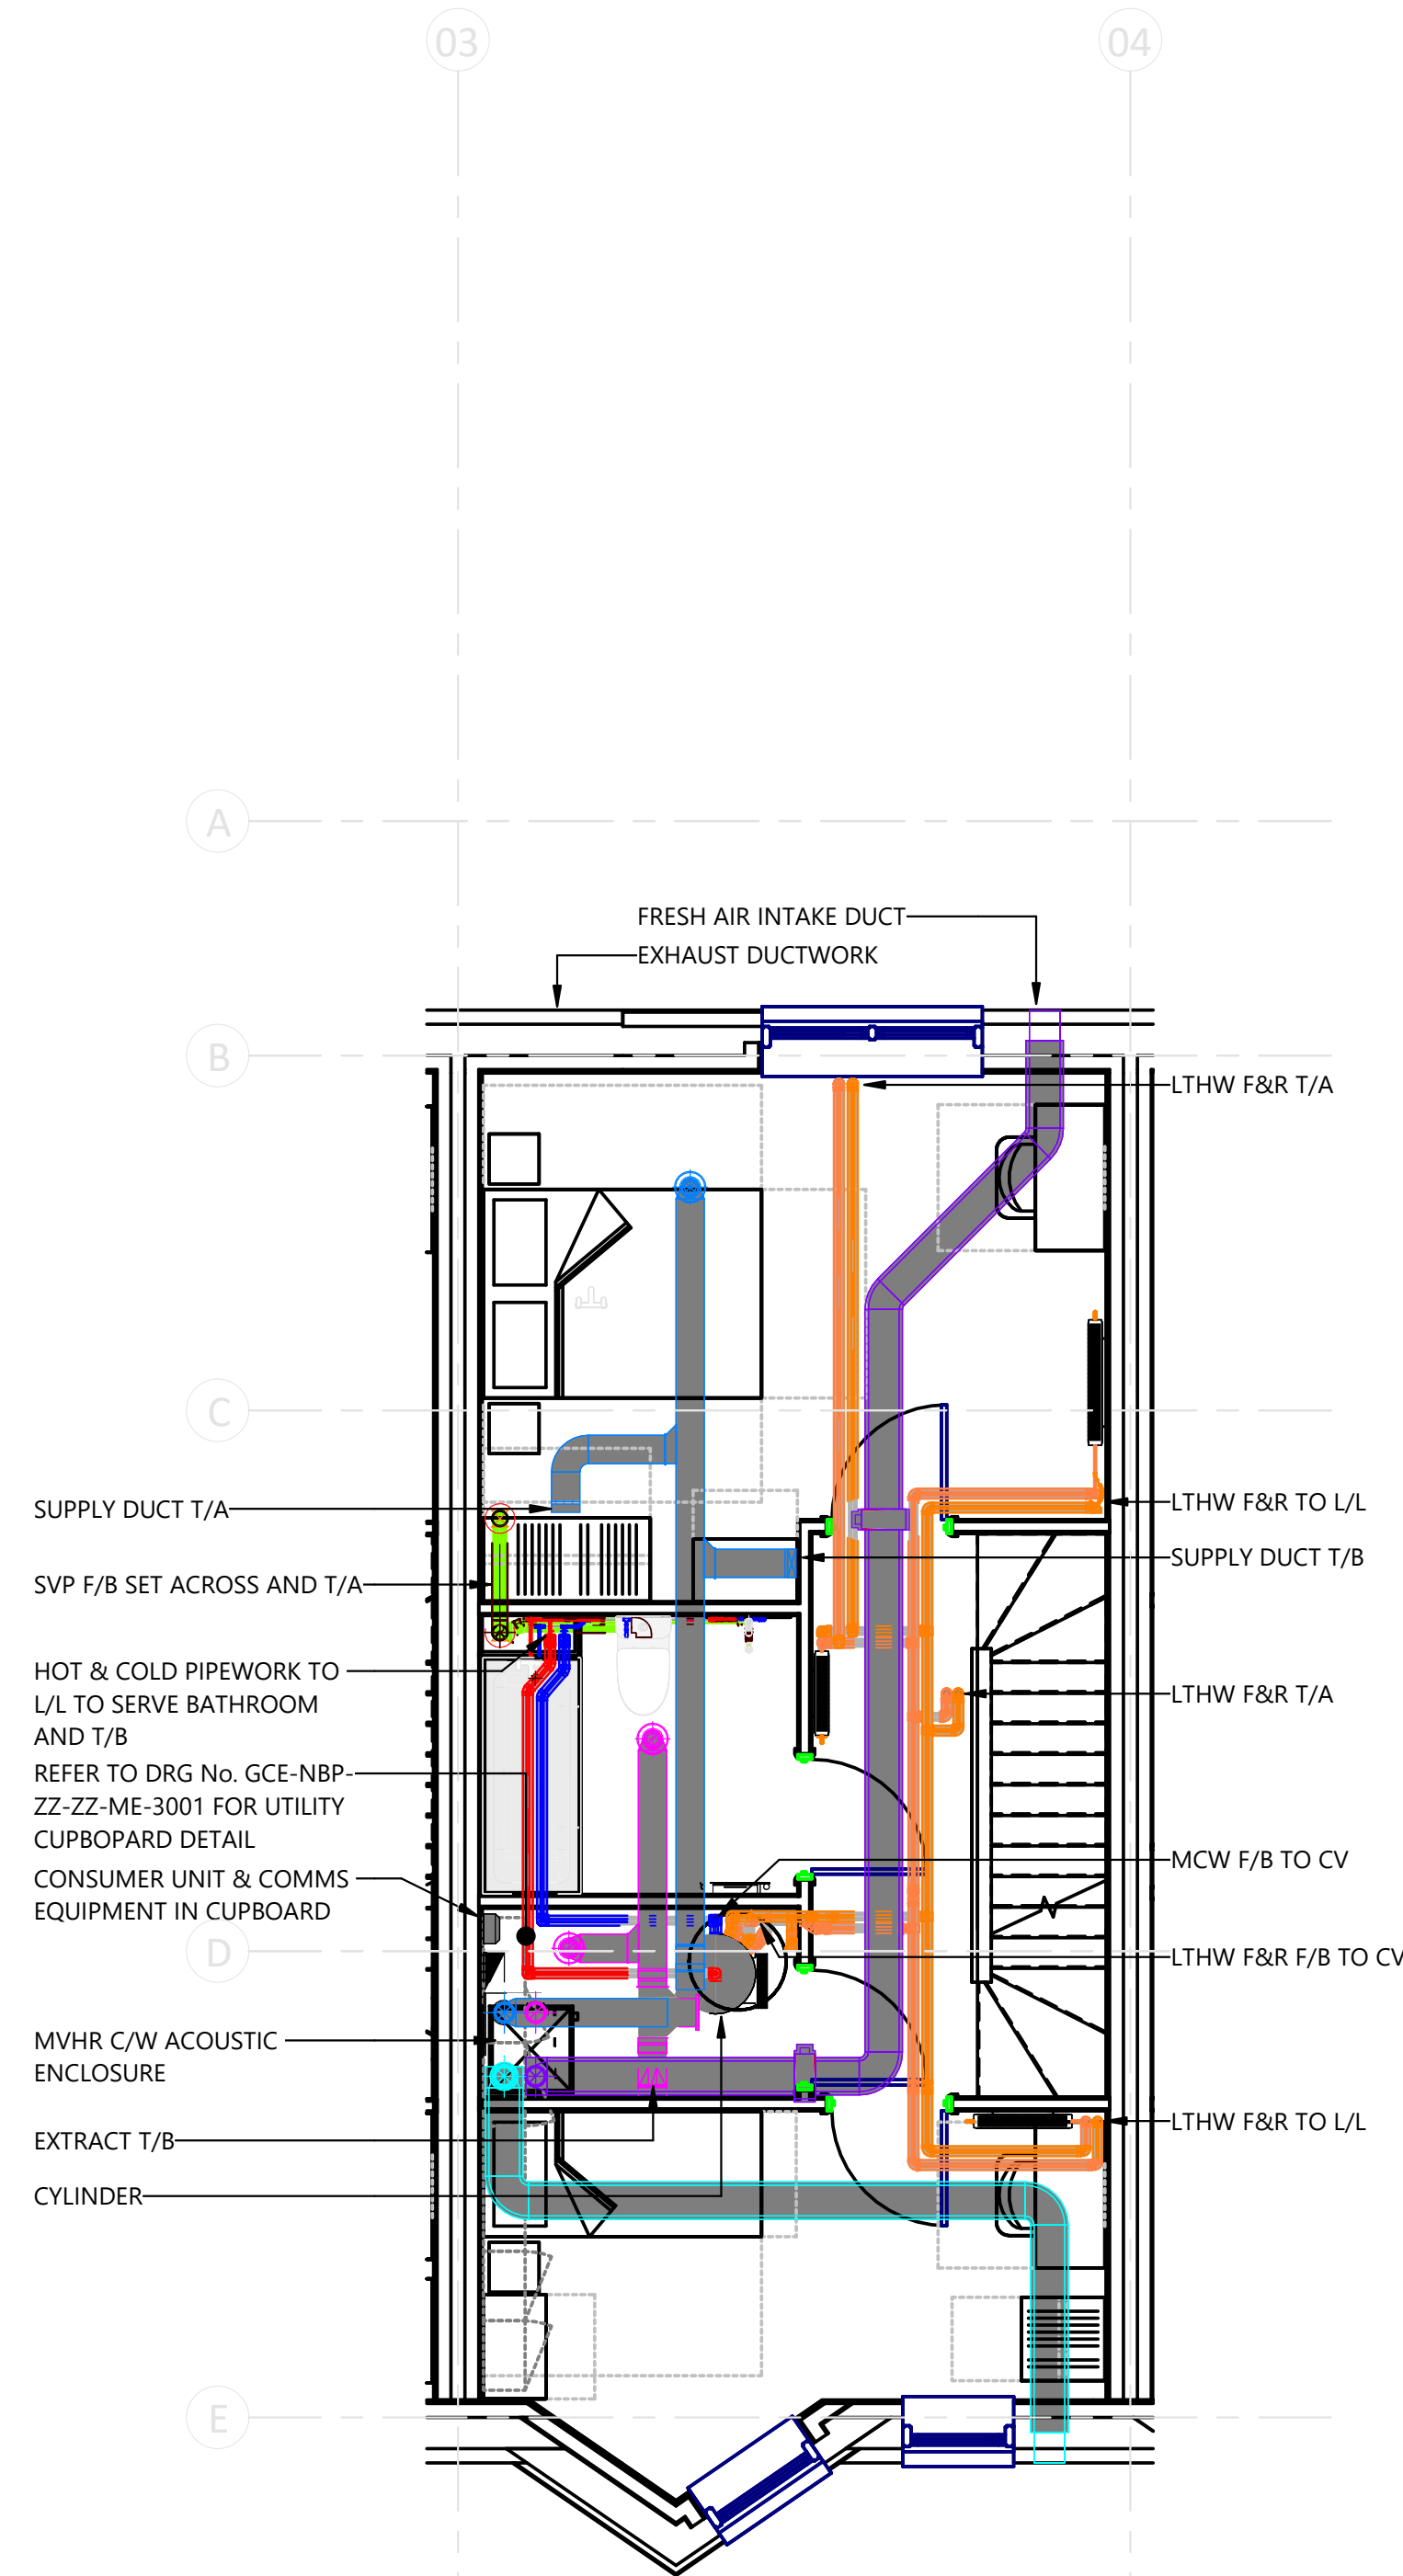 03
04
A
FRESH AIR INTAKE DUCT
EXHAUST DUCTWORK
B
LTHW F&R T/A
C
SUPPLY DUCT T/A
LTHW F&R TO L/L
SUPPLY DUCT T/B
SVP F/B SET ACROSS AND T/A
HOT & COLD PIPEWORK TO
L/L TO SERVE BATHROOM
AND T/B
LTHW F&R T/A
REFER TO DRG No. GCE-NBP-
ZZ-ZZ-ME-3001 FOR UTILITY
CUPBOPARD DETAIL
MCW F/B TO CV
CONSUMER UNIT & COMMS
EQUIPMENT IN CUPBOARD
D
LTHW F&R F/B TO CV
MVHR C/W ACOUSTIC
ENCLOSURE
LTHW F&R TO L/L
EXTRACT T/B
CYLINDER
E